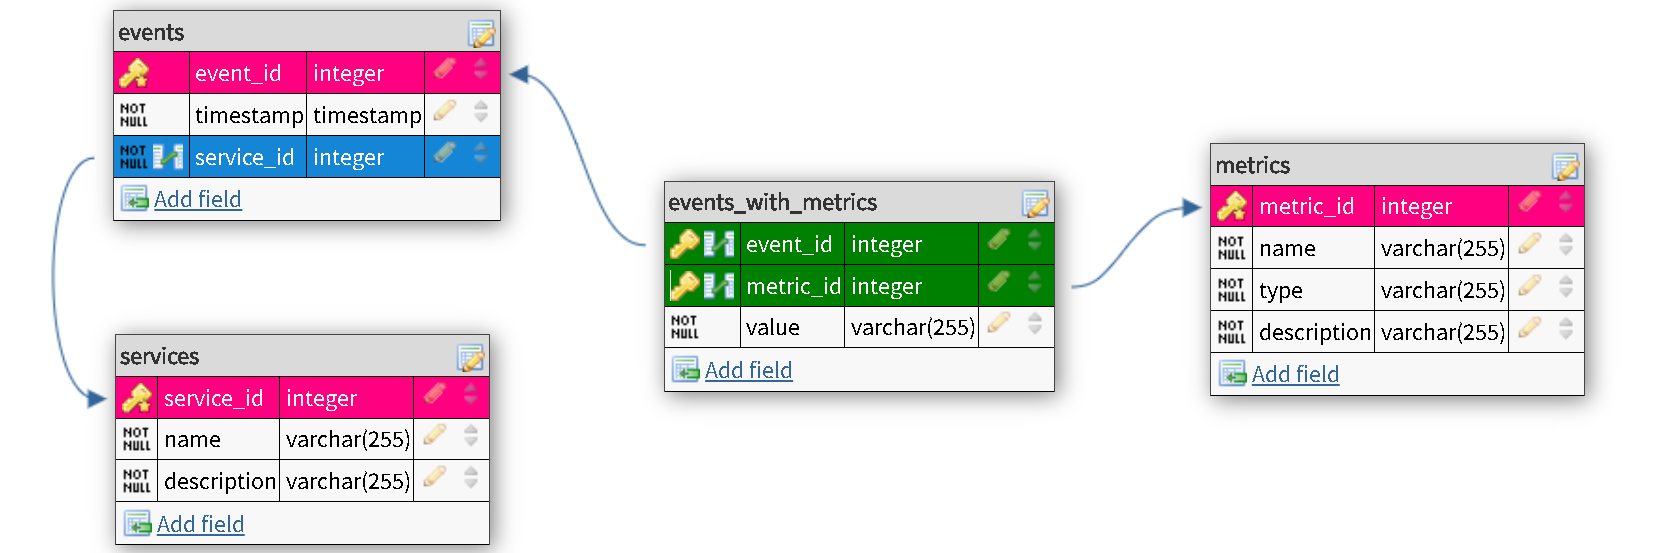 events
event_id integer
NOT NULL timestamp timestamp
NOT NULL service_id integer
Add field
services
service_id integer
NOT NULL name varchar(255)
NOT NULL description varchar(255)
Add field
events_with_metrics
event_id integer
metric_id integer
NOT NULL value varchar(255)
Add field
metrics
metric_id integer
NOT NULL name varchar(255)
NOT NULL type varchar(255)
NOT NULL description varchar(255)
Add field